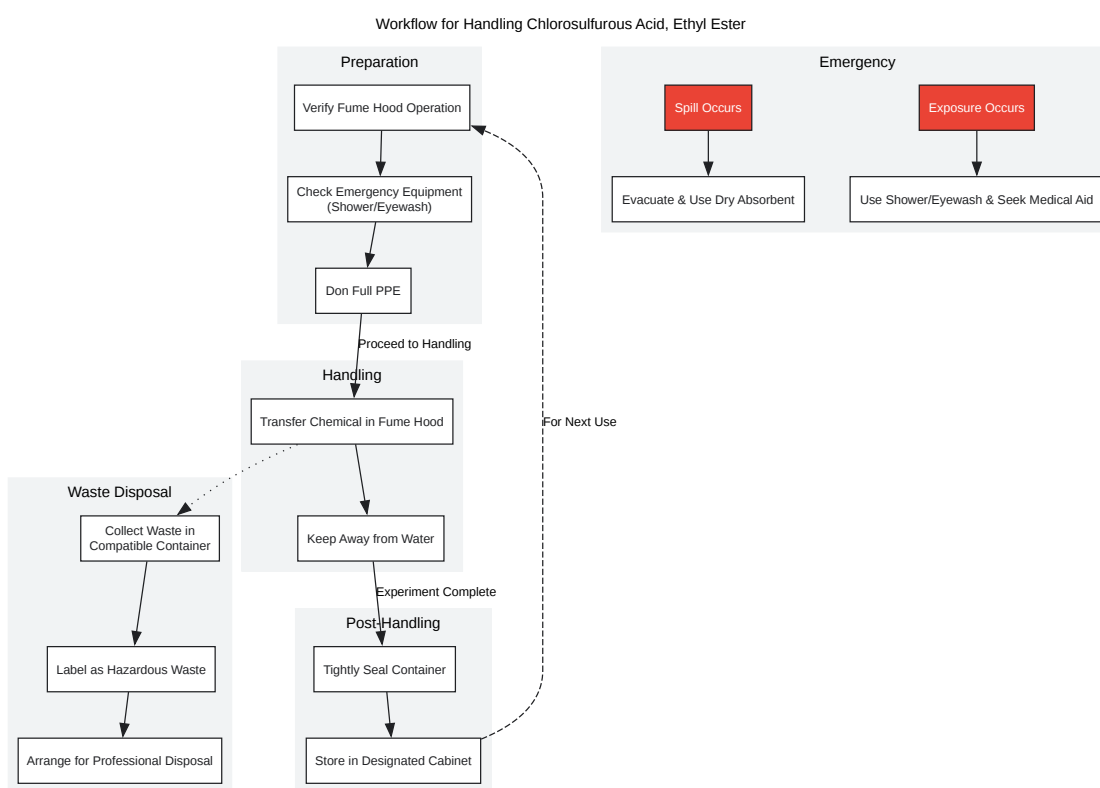 Workflow for Handling Chlorosulfurous Acid, Ethyl Ester
Preparation
Verify Fume Hood Operation
Check Emergency Equipment
(Shower/Eyewash)
Don Full PPE
Proceed to Handling
Handling
Transfer Chemical in Fume Hood
Keep Away from Water
Experiment Complete
Post-Handling
Tightly Seal Container
Store in Designated Cabinet
For Next Use
Waste Disposal
Collect Waste in
Compatible Container
Label as Hazardous Waste
Arrange for Professional Disposal
Emergency
Spill Occurs
Evacuate & Use Dry Absorbent
Exposure Occurs
Use Shower/Eyewash & Seek Medical Aid